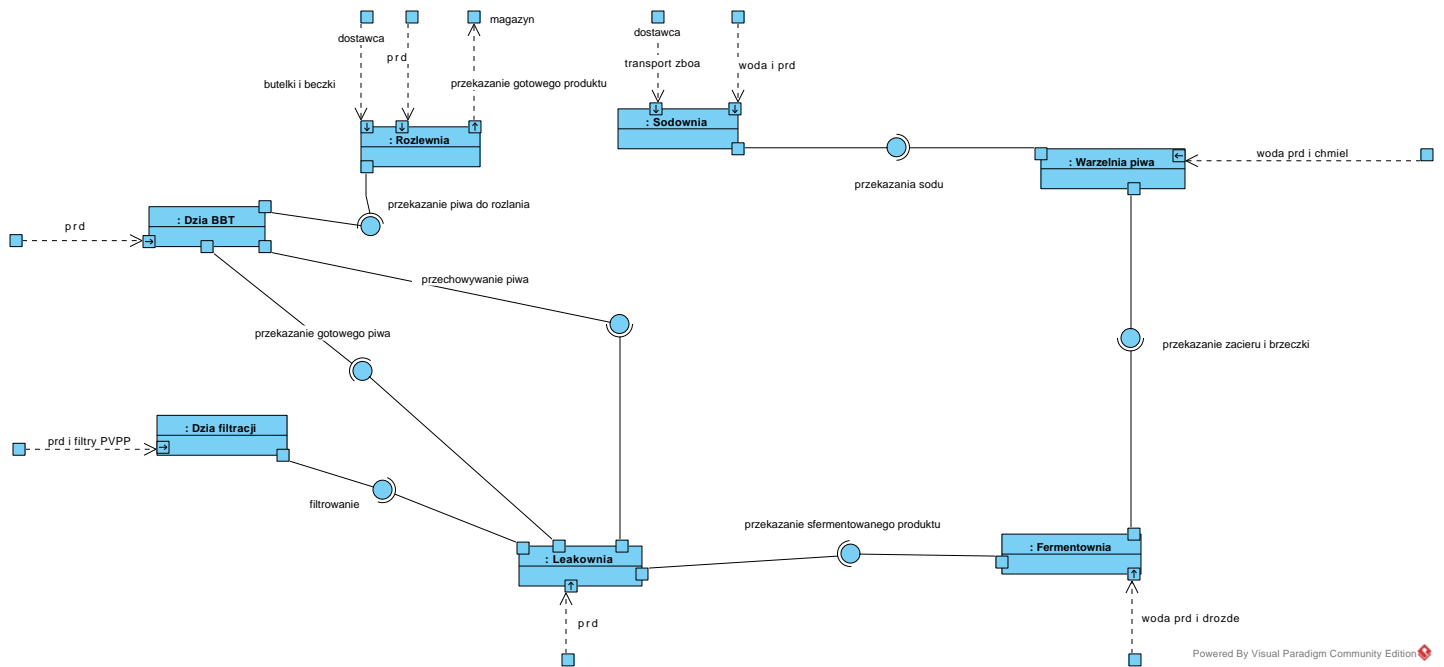 magazyn
dostawca
dostawca
prd
transport zboa
woda i prd
butelki i beczki
przekazanie gotowego produktu
: Sodownia
: Rozlewnia
: Warzelnia piwa
woda prd i chmiel
przekazania sodu
przekazanie piwa do rozlania
: Dzia BBT
prd
przechowywanie piwa
przekazanie gotowego piwa
przekazanie zacieru i brzeczki
: Dzia filtracji
prd i filtry PVPP
filtrowanie
przekazanie sfermentowanego produktu
: Leakownia
: Fermentownia
prd
woda prd i drozde
Powered By Visual Paradigm Community Edition